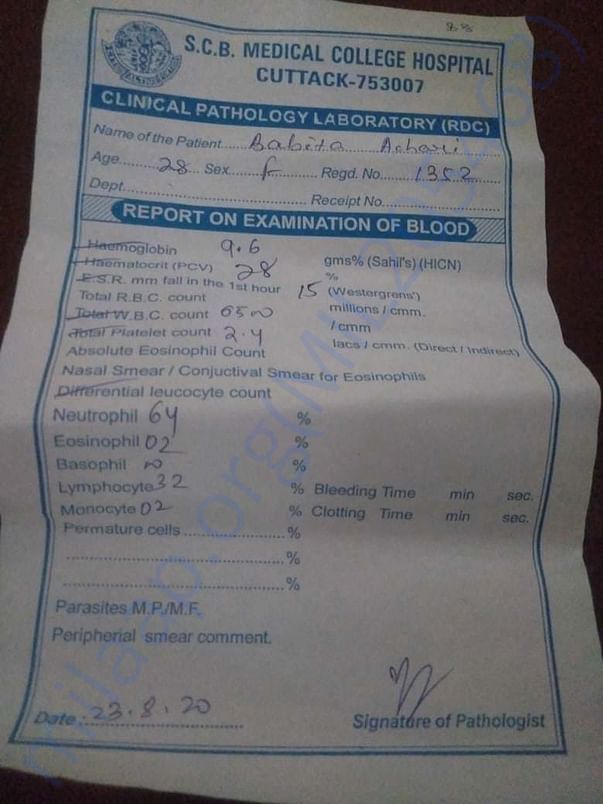 S.C.B. MEDICAL COLLEGE HOSPITAL
CUTTACK-753007
CLINICAL PATHOLOGY LABORATORY (RDC)
Name of the Patient Babita Achari
Age 28 Sex F Regd. No. 1352
Dept. Receipt No.
REPORT ON EXAMINATION OF BLOOD
Haemoglobin 9.6 gms% (Sahil's) (HICN)
Haematocrit (PCV) 28 %
E.S.R. mm fall in the 1st hour 15 (Westergrens')
Total R.B.C. count millions / cmm.
Total W.B.C. count 6500 / cmm
Total Platelet count 2.4 lacs / cmm. (Direct / Indirect)
Absolute Eosinophil Count
Nasal Smear / Conjuctival Smear for Eosinophils
Differential leucocyte count
Neutrophil 64 %
Eosinophil 02 %
Basophil 00 %
Lymphocyte 32 % Bleeding Time min sec.
Monocyte 02 % Clotting Time min sec.
Permature cells %
%
%
Parasites M.P./M.F.
Peripherial smear comment.
Date : 23.8.20 Signature of Pathologist